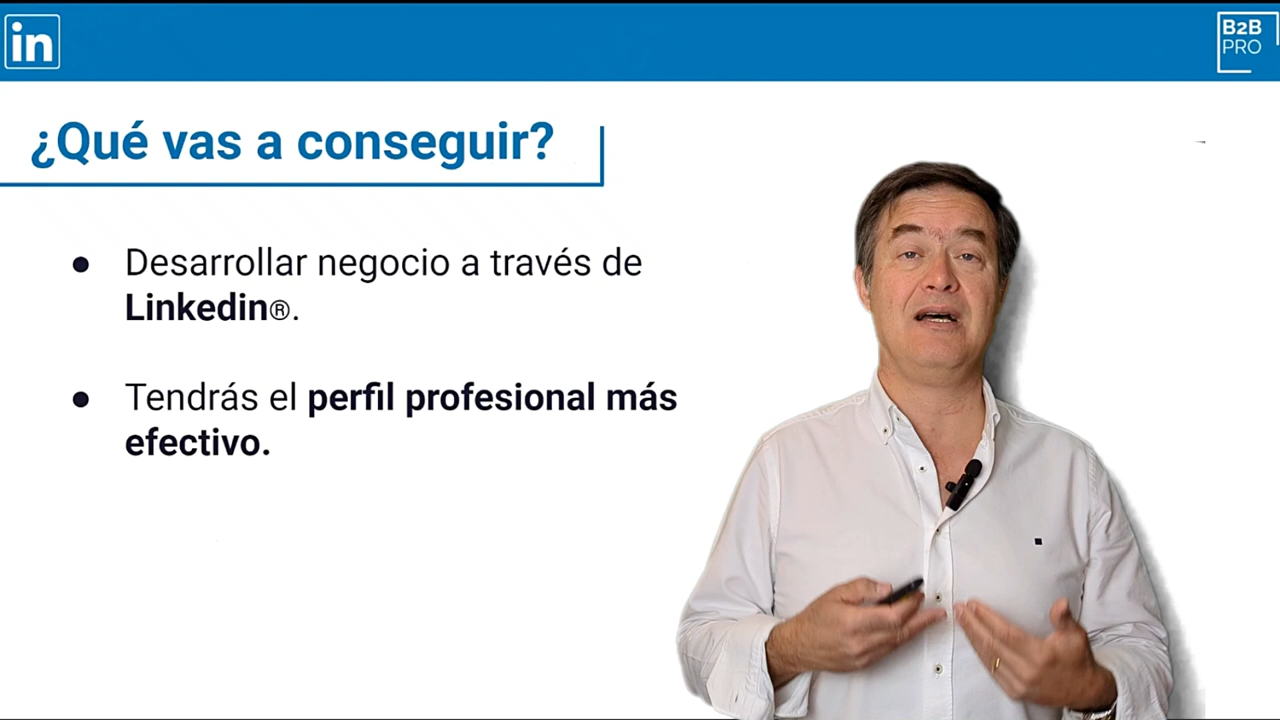 in
B2B
PRO
¿Qué vas a conseguir?
● Desarrollar negocio a través de
Linkedin®.
● Tendrás el perfil profesional más
efectivo.